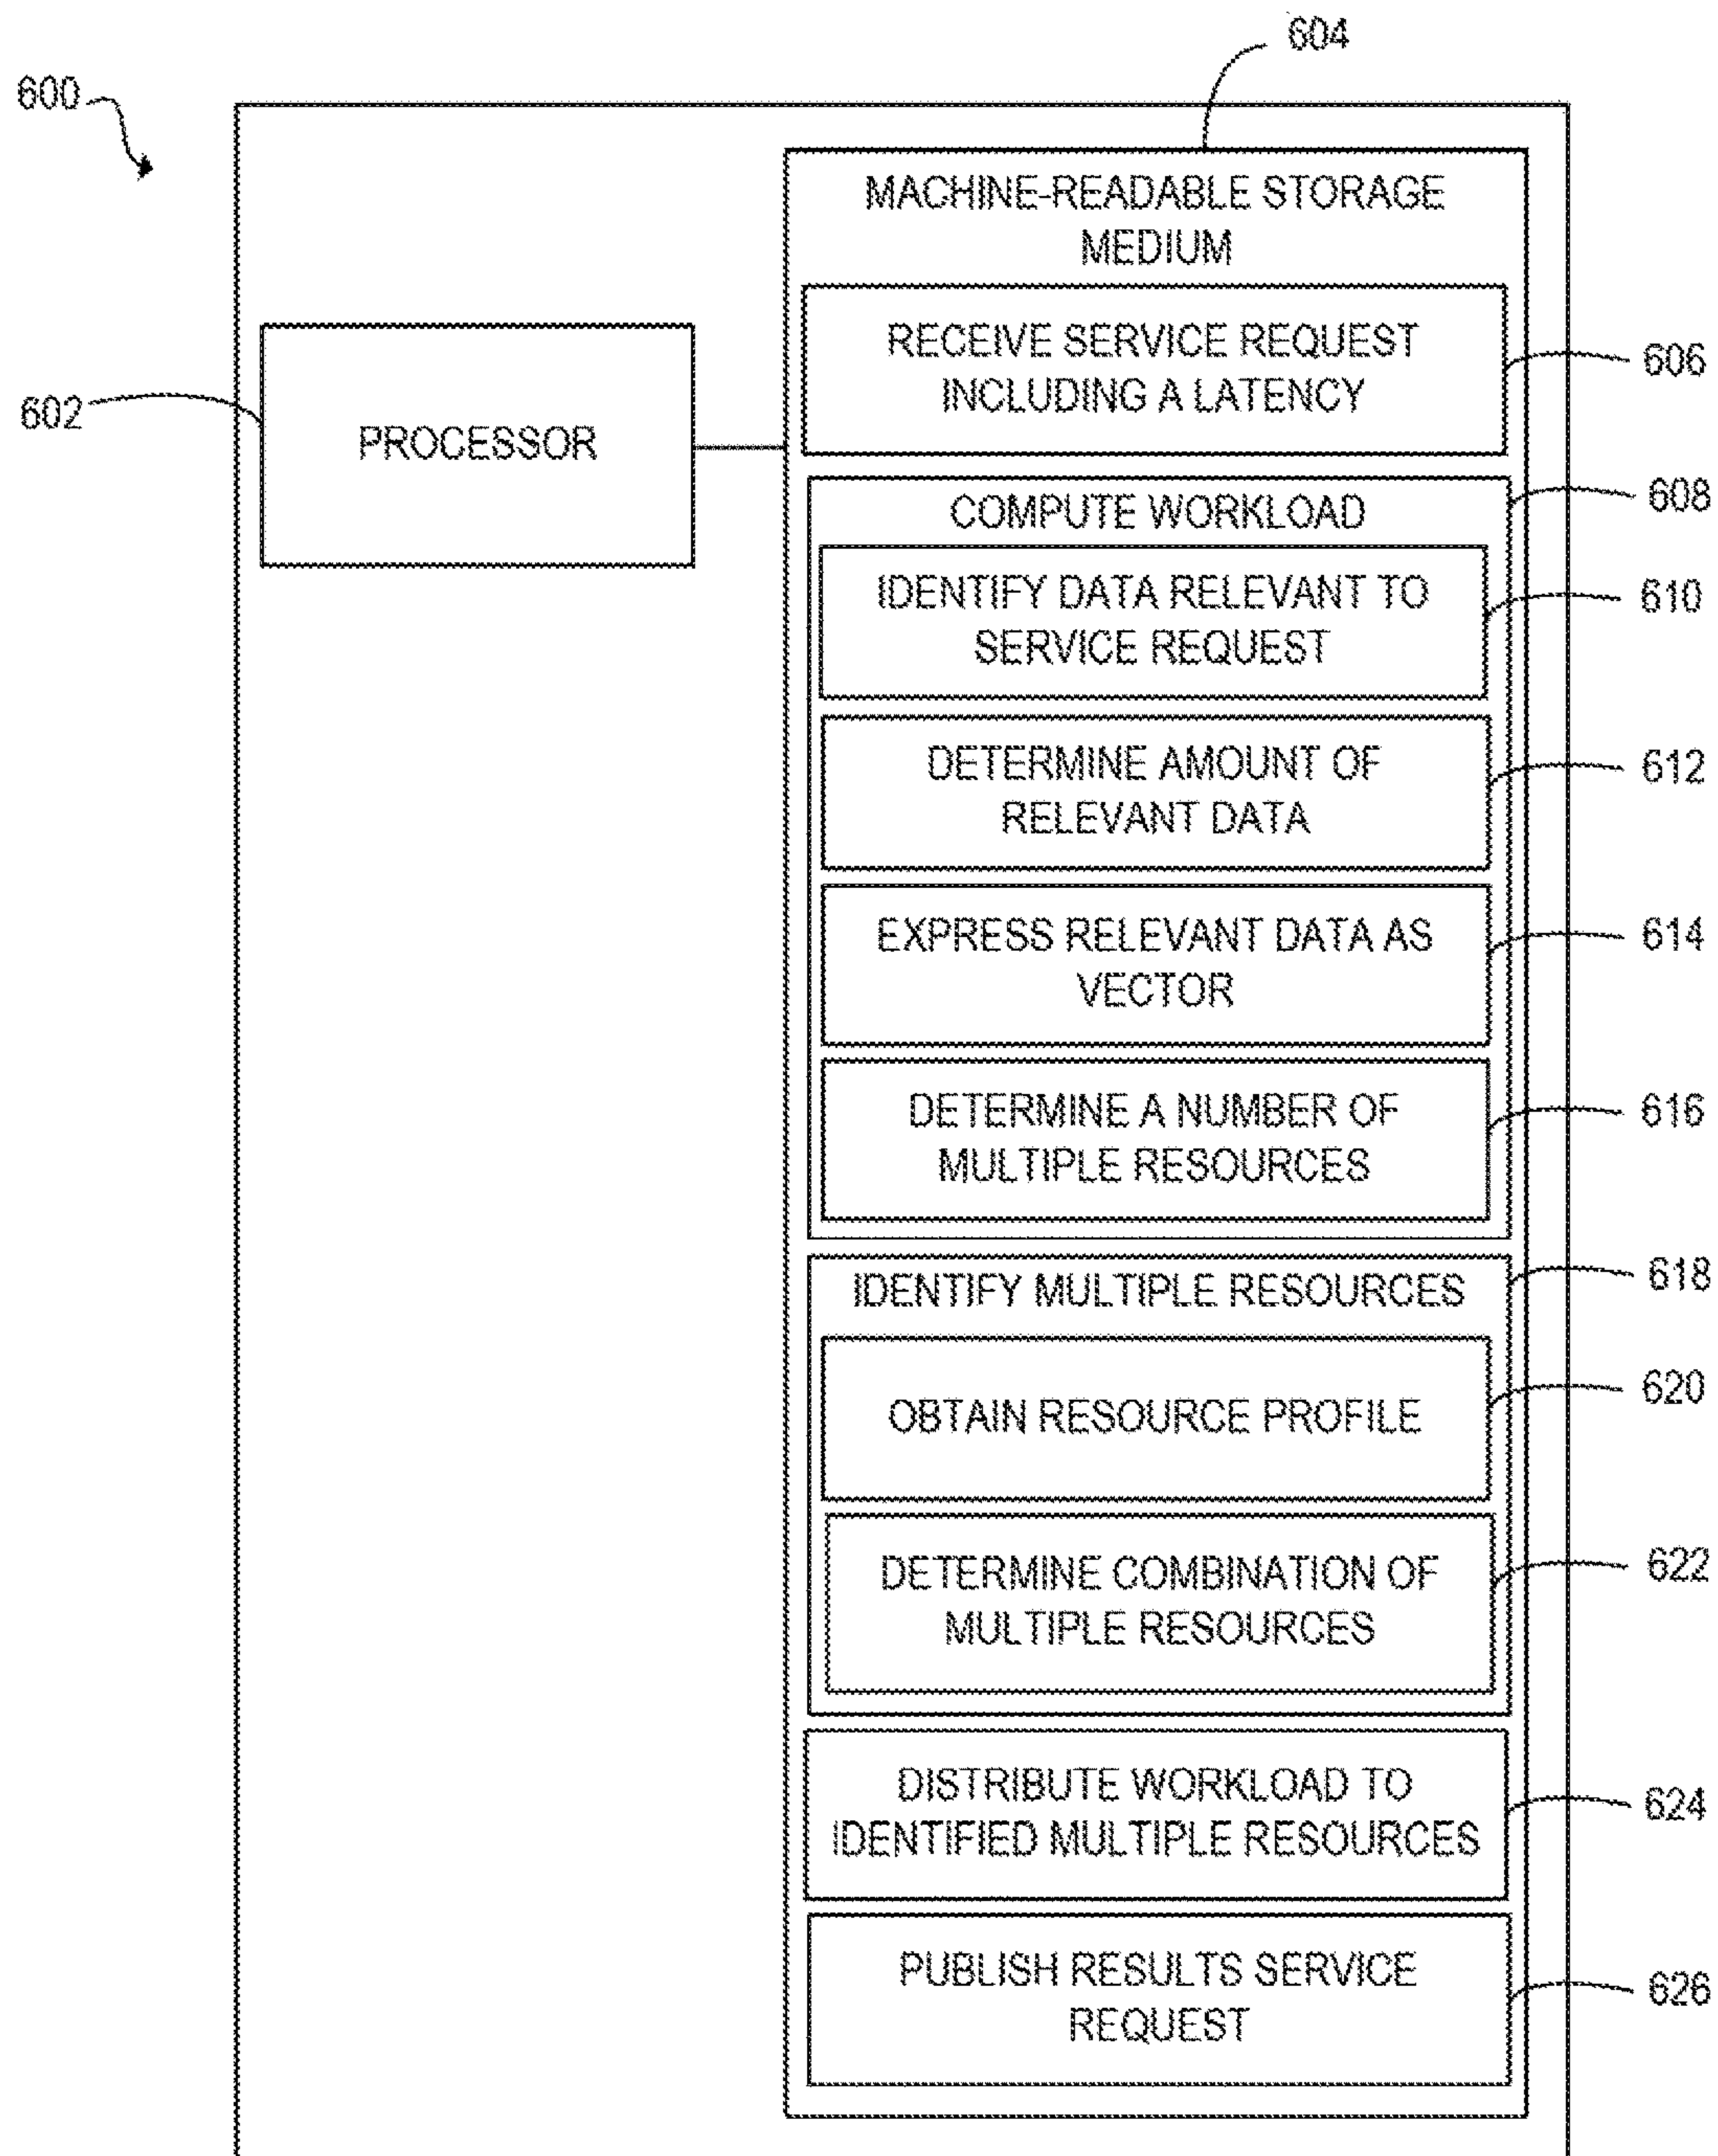 604
600
MACHINE-READABLE STORAGE
MEDIUM
RECEIVE SERVICE REQUEST
INCLUDING A LATENCY
606
602
PROCESSOR
COMPUTE WORKLOAD
608
IDENTIFY DATA RELEVANT TO
SERVICE REQUEST
610
DETERMINE AMOUNT OF
RELEVANT DATA
612
EXPRESS RELEVANT DATA AS
VECTOR
614
DETERMINE A NUMBER OF
MULTIPLE RESOURCES
616
IDENTIFY MULTIPLE RESOURCES
618
OBTAIN RESOURCE PROFILE
620
DETERMINE COMBINATION OF
MULTIPLE RESOURCES
622
DISTRIBUTE WORKLOAD TO
IDENTIFIED MULTIPLE RESOURCES
624
PUBLISH RESULTS SERVICE
REQUEST
626